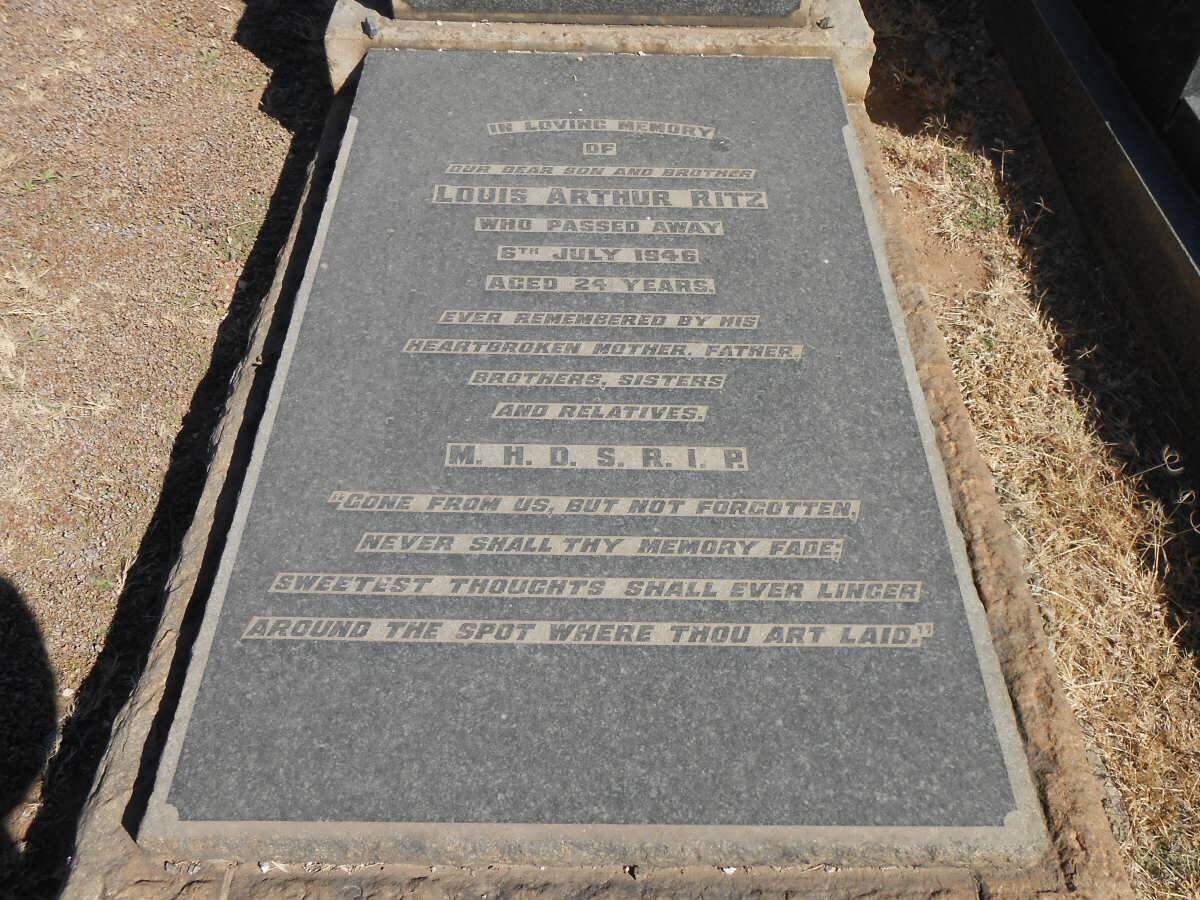 IN LOVING MEMORY
OF
OUR DEAR SON AND BROTHER
LOUIS ARTHUR RITZ
WHO PASSED AWAY
6TH JULY 1946
AGED 24 YEARS.
EVER REMEMBERED BY HIS
HEARTBROKEN MOTHER, FATHER,
BROTHERS, SISTERS
AND RELATIVES.
M. H. D. S. R. I. P.
"GONE FROM US, BUT NOT FORGOTTEN,
NEVER SHALL THY MEMORY FADE;
SWEETEST THOUGHTS SHALL EVER LINGER
AROUND THE SPOT WHERE THOU ART LAID."